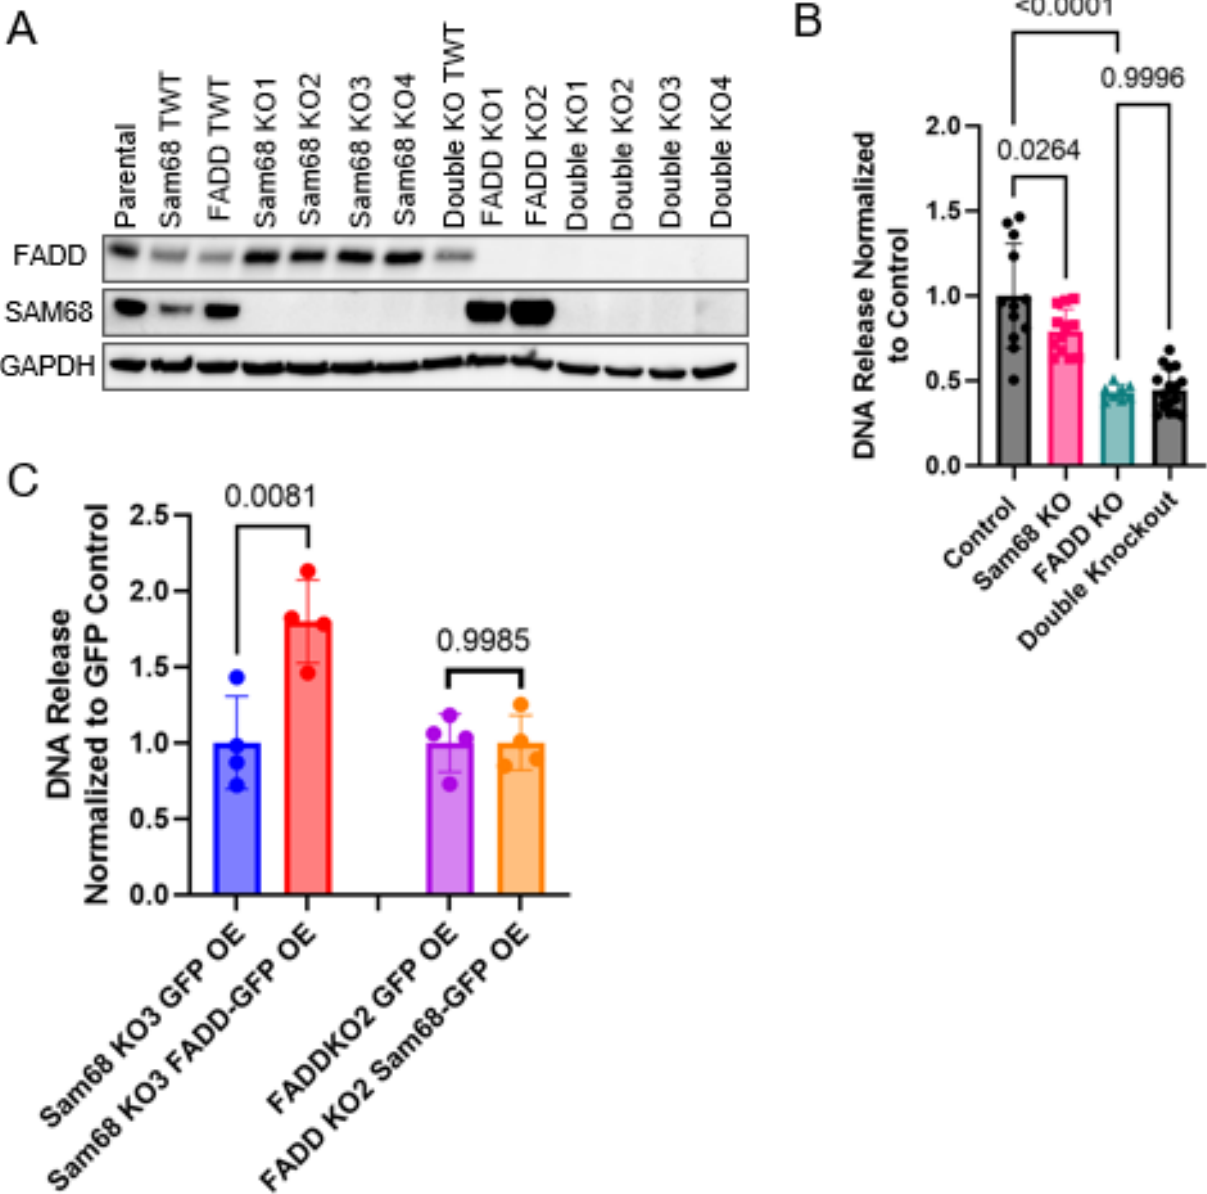 A
Parental
Sam68 TWT
FADD TWT
Sam68 KO1
Sam68 KO2
Sam68 KO3
Sam68 KO4
Double KO TWT
FADD KO1
FADD KO2
Double KO1
Double KO2
Double KO3
Double KO4
FADD
SAM68
GAPDH
B
<0.0001
0.9996
0.0264
DNA Release Normalized
to Control
2.0
1.5
1.0
0.5
0.0
Control
Sam68 KO
FADD KO
Double Knockout
C
0.0081
0.9985
DNA Release
Normalized to GFP Control
2.5
2.0
1.5
1.0
0.5
0.0
Sam68 KO3 GFP OE
Sam68 KO3 FADD-GFP OE
FADDKO2 GFP OE
FADD KO2 Sam68-GFP OE